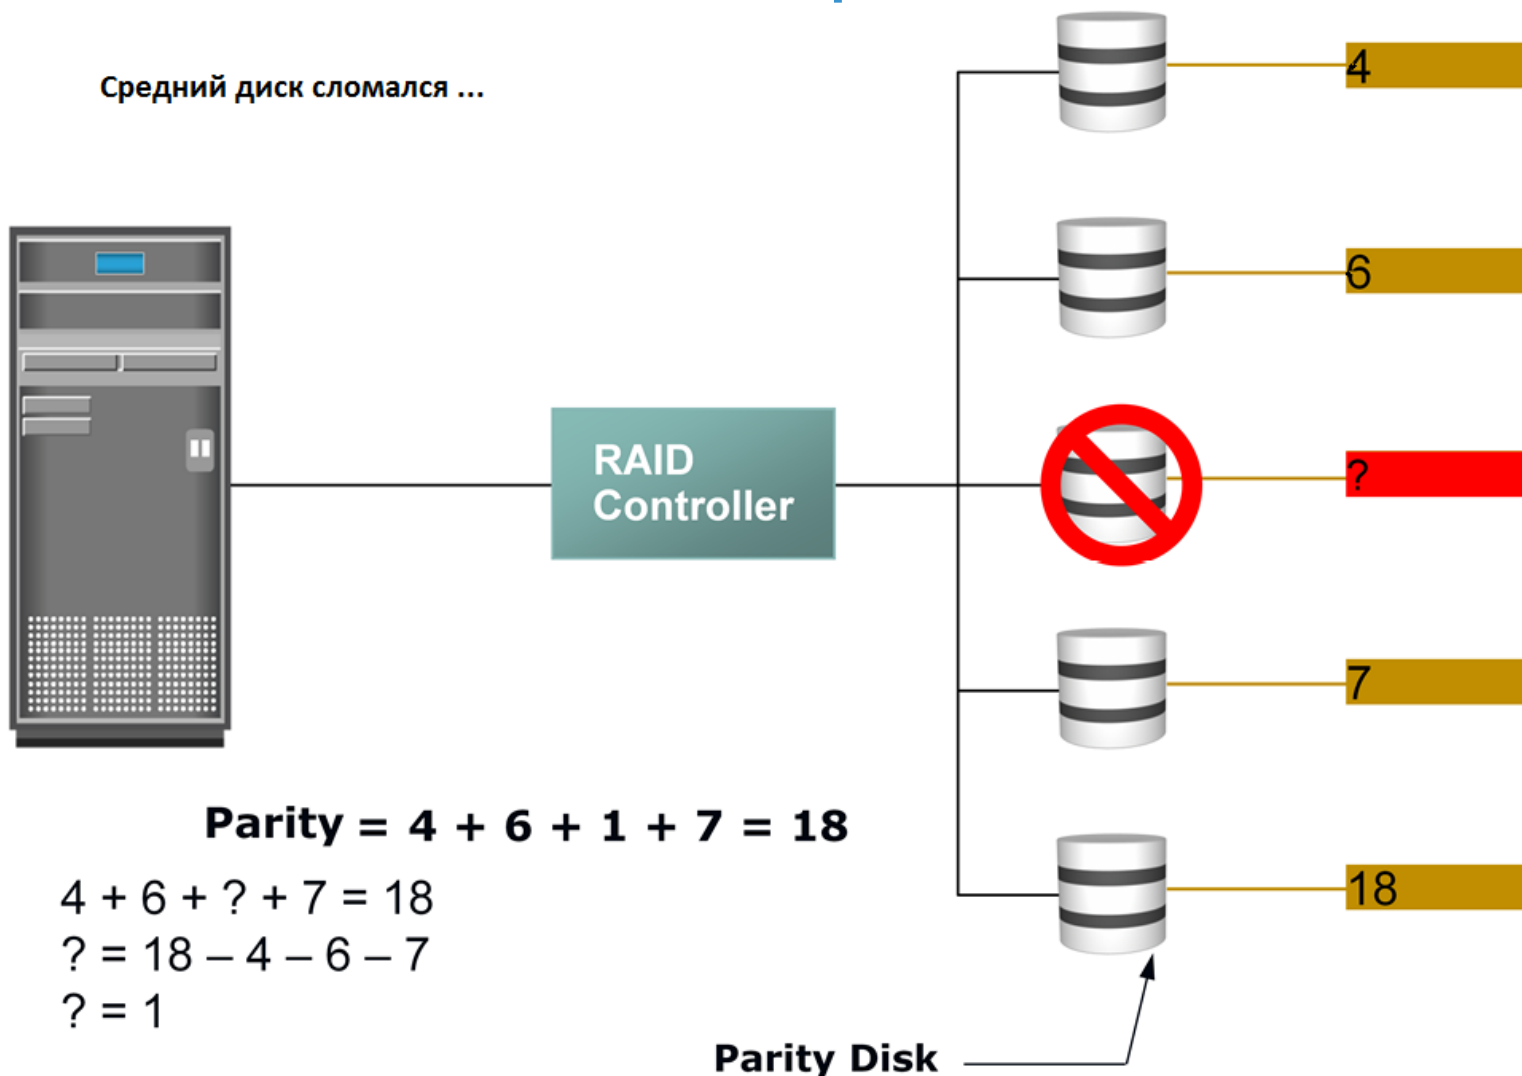 Средний диск сломался ...
4
6
RAID
Controller
?
7
Parity = 4 + 6 + 1 + 7 = 18
4 + 6 + ? + 7 = 18
? = 18 – 4 – 6 – 7
? = 1
18
Parity Disk